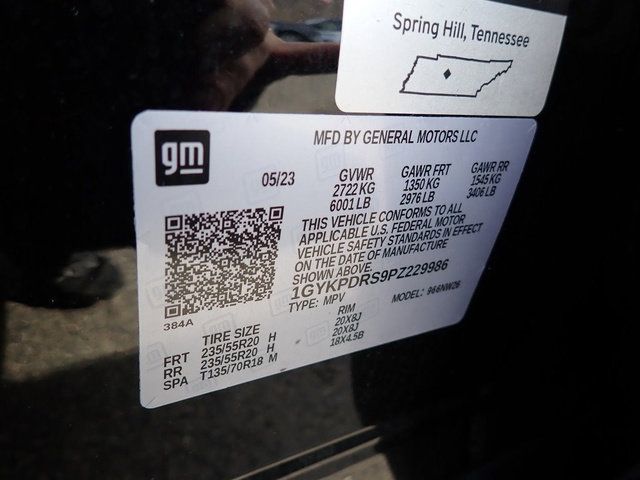 Spring Hill, Tennessee
gm
MFD BY GENERAL MOTORS LLC
05/23
GVWR GAWR FRT GAWR RR
2722 KG 1350 KG 1545 KG
6001 LB 2976 LB 3406 LB
THIS VEHICLE CONFORMS TO ALL
APPLICABLE U.S. FEDERAL MOTOR
VEHICLE SAFETY STANDARDS IN EFFECT
ON THE DATE OF MANUFACTURE
SHOWN ABOVE.
1GYKPDRS9PZ229986
TYPE: MPV MODEL: 966NW26
384A
TIRE SIZE RIM
FRT 235/55R20 H 20X8J
RR 235/55R20 H 20X8J
SPA T135/70R18 M 18X4.5B